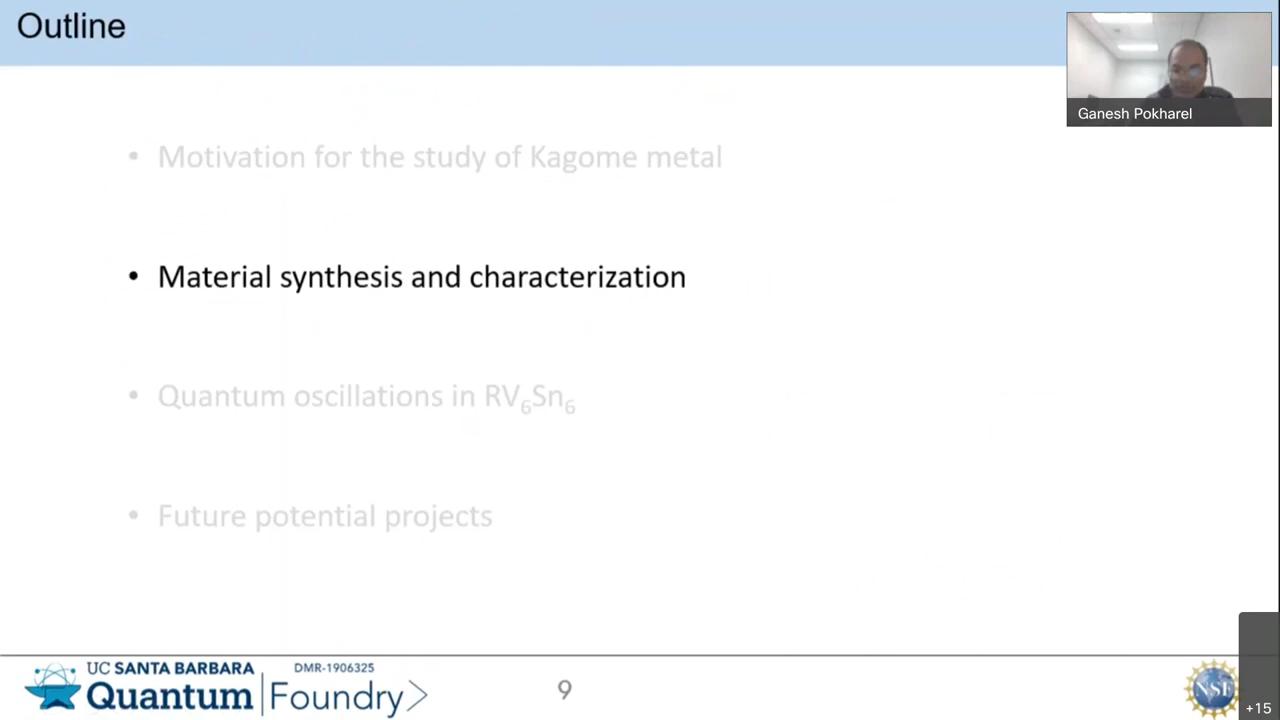 Outline
Ganesh Pokharel
• Motivation for the study of Kagome metal
• Material synthesis and characterization
• Quantum oscillations in RV₆Sn₆
• Future potential projects
UC SANTA BARBARA
Quantum Foundry
DMR-1906325
9
NSF
+15